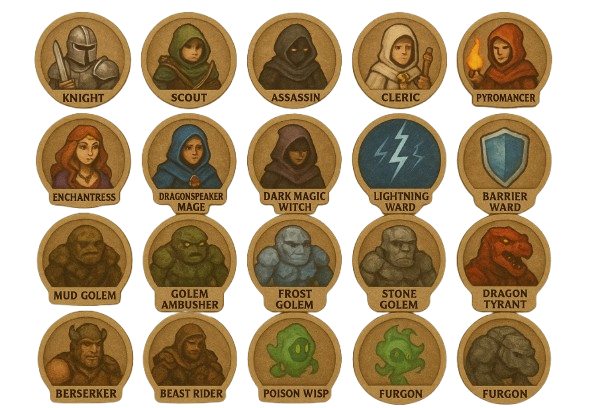 KNIGHT
SCOUT
ASSASSIN
CLERIC
PYROMANCER
ENCHANTRESS
DRAGONSPEAKER
MAGE
DARK MAGIC
WITCH
LIGHTNING
WARD
BARRIER
WARD
MUD GOLEM
GOLEM
AMBUSHER
FROST
GOLEM
STONE
GOLEM
DRAGON
TYRANT
BERSERKER
BEAST RIDER
POISON WISP
FURGON
FURGON